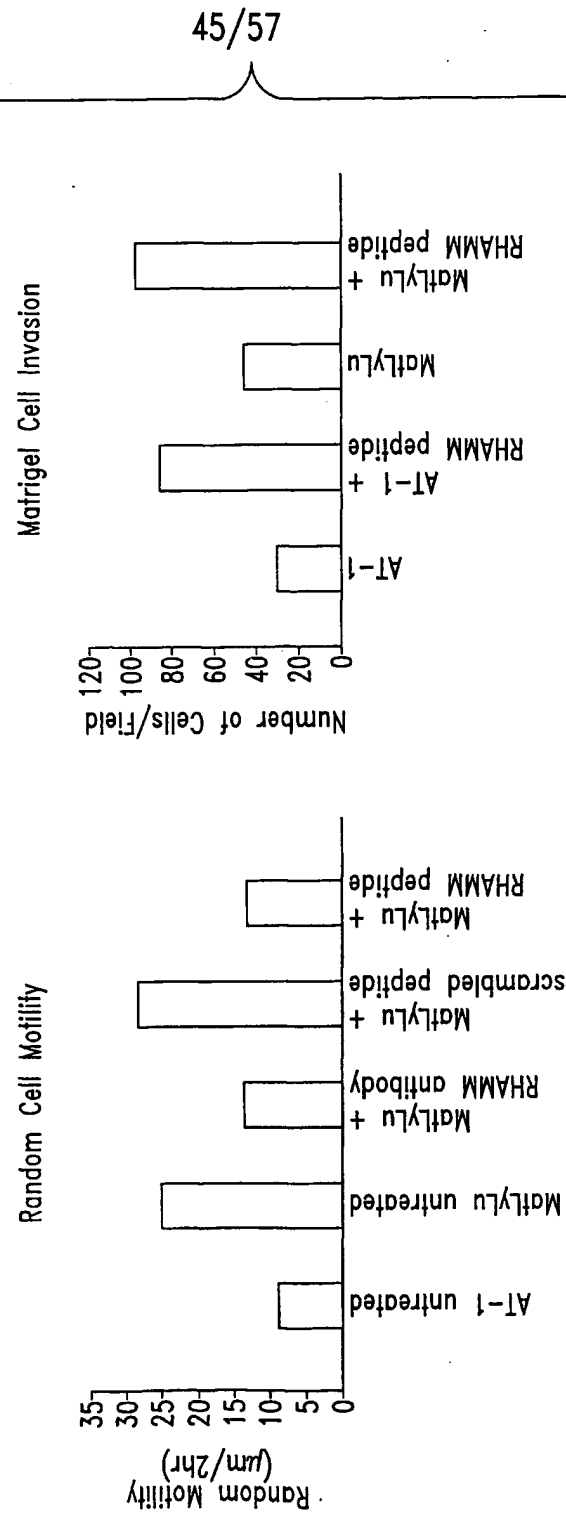 45/57
Random Cell Motility
Random Motility
(μm/2hr)
35
30
25
20
15
10
5
0
AT-1 untreated
MatLyLu untreated
MatLyLu +
RHAMM antibody
MatLyLu +
scrambled peptide
MatLyLu +
RHAMM peptide
Matrigel Cell Invasion
Number of Cells/Field
120
100
80
60
40
20
0
AT-1
AT-1 +
RHAMM peptide
MatLyLu
MatLyLu +
RHAMM peptide